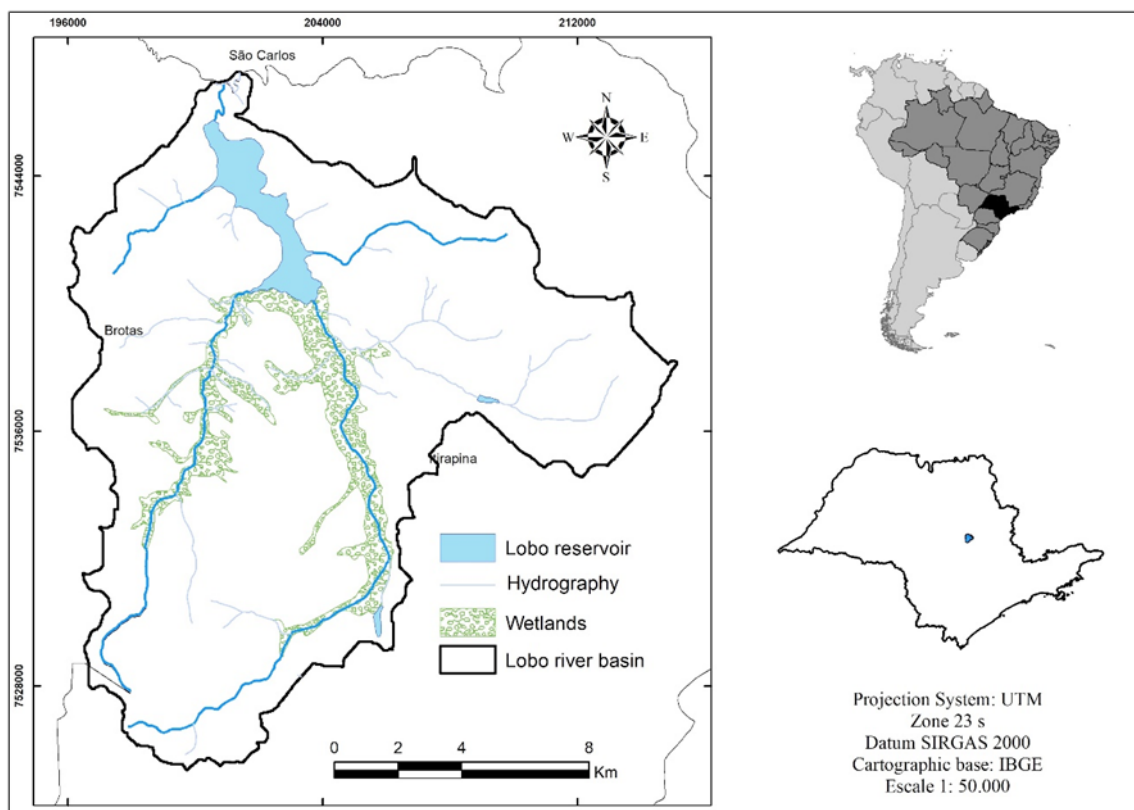 196000
204000
212000
São Carlos
N
W
E
S
7544000
Brotas
7536000
Itirapina
Lobo reservoir
Hydrography
Wetlands
Lobo river basin
7528000
0
2
4
8
Km
Projection System: UTM
Zone 23 s
Datum SIRGAS 2000
Cartographic base: IBGE
Escale 1: 50.000